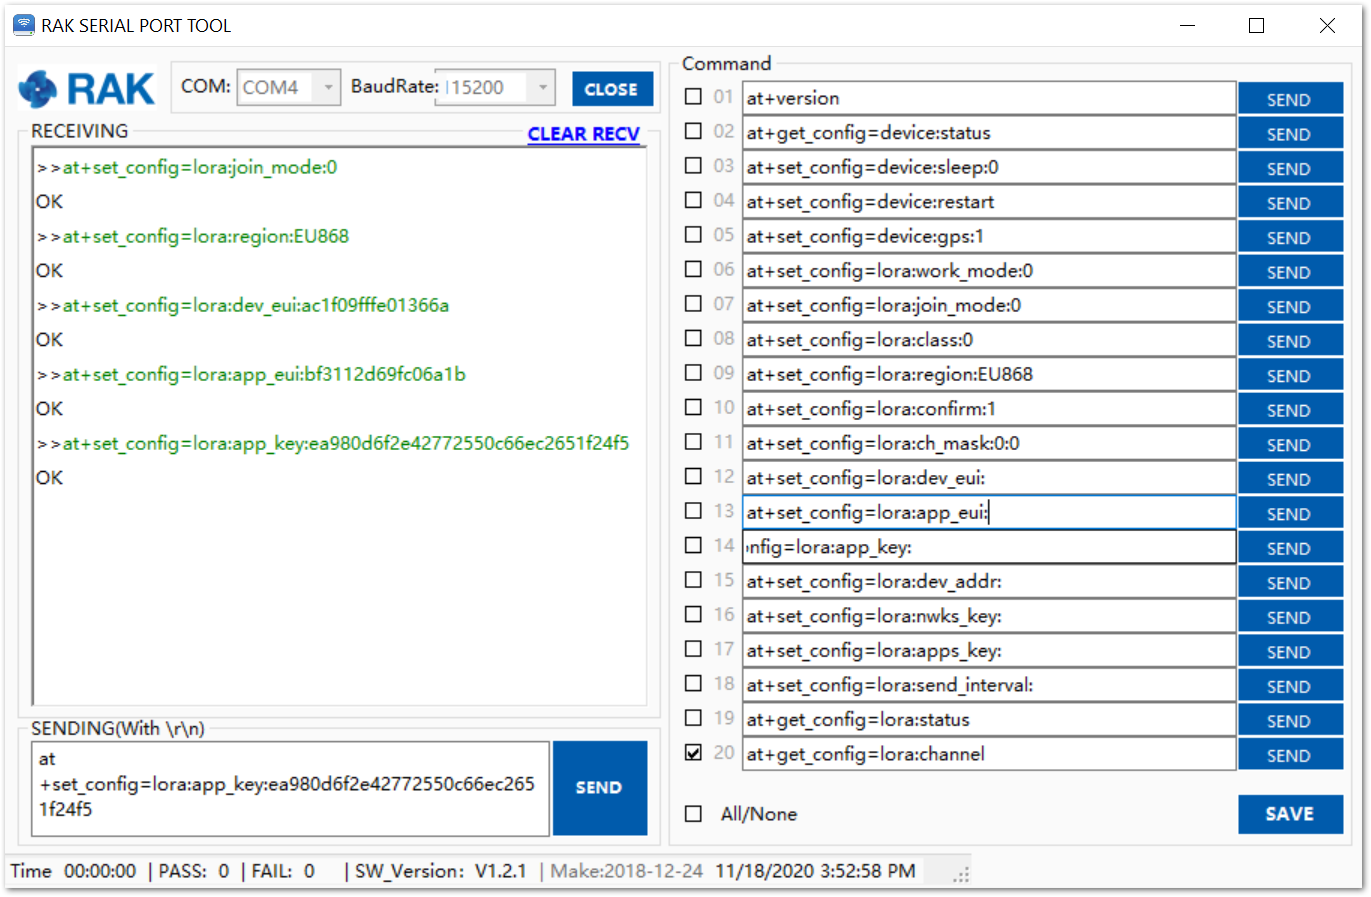 RAK SERIAL PORT TOOL
RAK
COM: COM4 BaudRate: 115200 CLOSE
RECEIVING CLEAR RECV
>>at+set_config=lora:join_mode:0
OK
>>at+set_config=lora:region:EU868
OK
>>at+set_config=lora:dev_eui:ac1f09fffe01366a
OK
>>at+set_config=lora:app_eui:bf3112d69fc06a1b
OK
>>at+set_config=lora:app_key:ea980d6f2e42772550c66ec2651f24f5
OK
SENDING(With \r\n)
at
+set_config=lora:app_key:ea980d6f2e42772550c66ec265
1f24f5
SEND
Command
01 at+version SEND
02 at+get_config=device:status SEND
03 at+set_config=device:sleep:0 SEND
04 at+set_config=device:restart SEND
05 at+set_config=device:gps:1 SEND
06 at+set_config=lora:work_mode:0 SEND
07 at+set_config=lora:join_mode:0 SEND
08 at+set_config=lora:class:0 SEND
09 at+set_config=lora:region:EU868 SEND
10 at+set_config=lora:confirm:1 SEND
11 at+set_config=lora:ch_mask:0:0 SEND
12 at+set_config=lora:dev_eui: SEND
13 at+set_config=lora:app_eui: SEND
14 nfig=lora:app_key: SEND
15 at+set_config=lora:dev_addr: SEND
16 at+set_config=lora:nwks_key: SEND
17 at+set_config=lora:apps_key: SEND
18 at+set_config=lora:send_interval: SEND
19 at+get_config=lora:status SEND
20 at+get_config=lora:channel SEND
All/None SAVE
Time 00:00:00 | PASS: 0 | FAIL: 0 | SW_Version: V1.2.1 | Make:2018-12-24 11/18/2020 3:52:58 PM